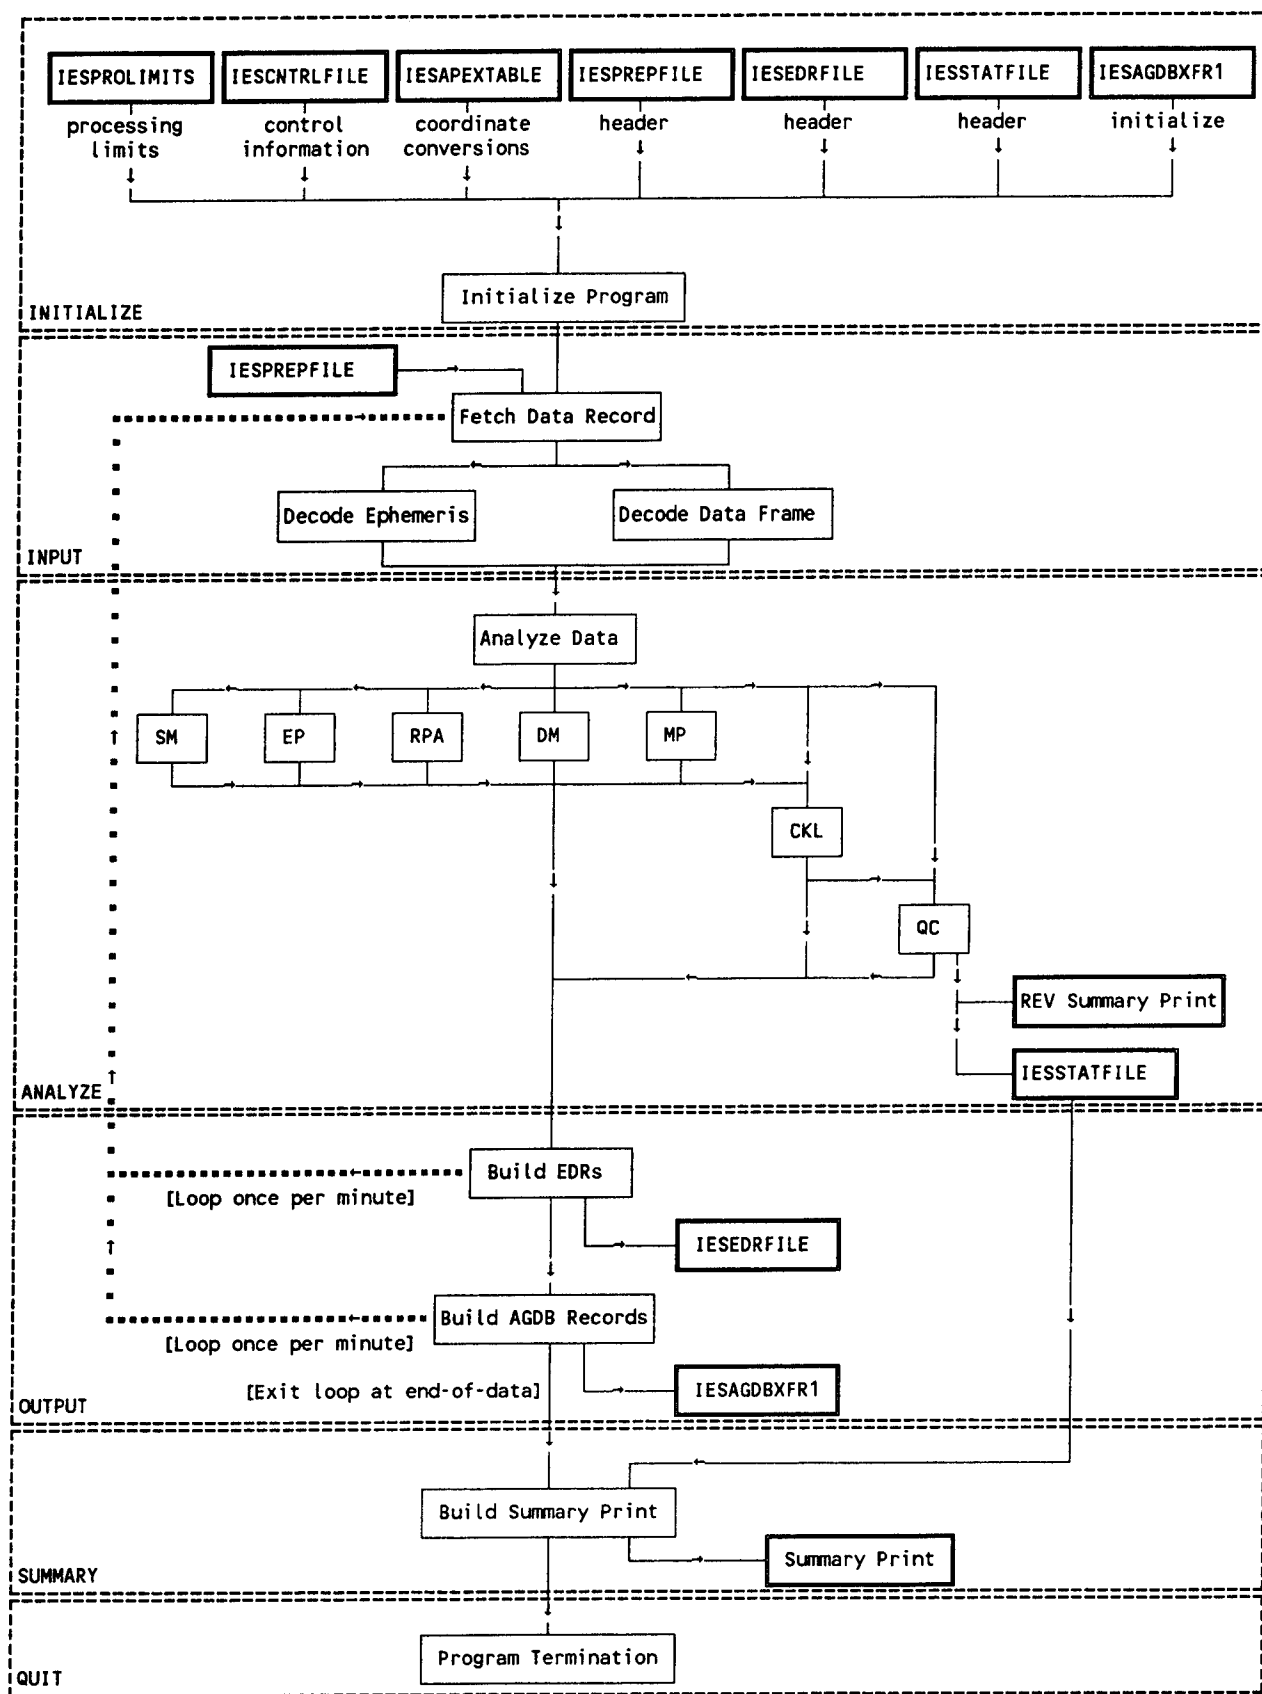 IESPROLIMITS IESCNTRLFILE IESAPEXTABLE IESPREPFILE IESEDRFILE IESSTATFILE IESAGDBXFR1
processing control coordinate header header header initialize
limits information conversions
Initialize Program
INITIALIZE
IESPREPFILE
Fetch Data Record
Decode Ephemeris Decode Data Frame
INPUT
Analyze Data
SM EP RPA DM MP
CKL
QC
REV Summary Print
IESSTATFILE
ANALYZE
Build EDRs
[Loop once per minute]
IESEDRFILE
Build AGDB Records
[Loop once per minute]
[Exit loop at end-of-data] IESAGDBXFR1
OUTPUT
Build Summary Print
Summary Print
SUMMARY
Program Termination
QUIT